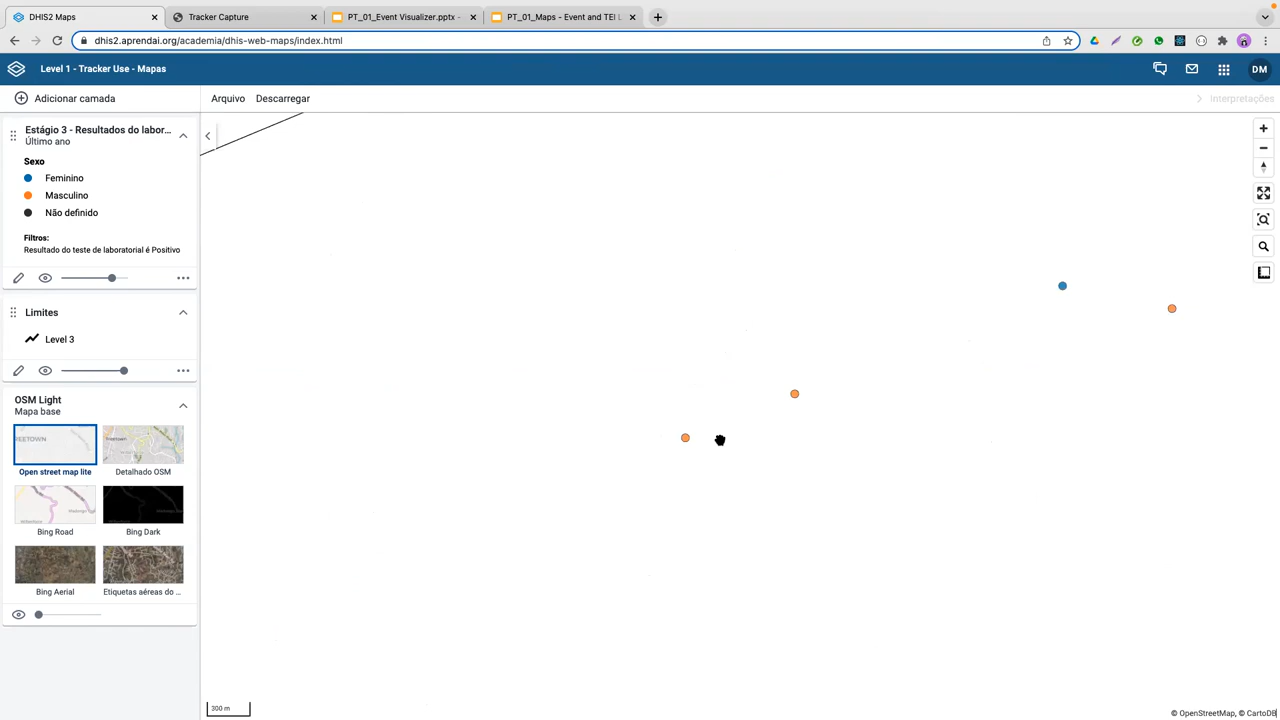 DHIS2 Maps
Tracker Capture
PT_01_Event Visualizer.pptx -
PT_01_Maps - Event and TEI L
dhis2.aprendai.org/academia/dhis-web-maps/index.html
Level 1 - Tracker Use - Mapas
DM
Adicionar camada
Arquivo
Descarregar
Interpretações
Estágio 3 - Resultados do labor...
Último ano
Sexo
Feminino
Masculino
Não definido
Filtros:
Resultado do teste de laboratorial é Positivo
Limites
Level 3
OSM Light
Mapa base
REETOWN
Freetown
Open street map lite
Detalhado OSM
Bing Road
Bing Dark
Bing Aerial
Etiquetas aéreas do ...
300 m
© OpenStreetMap, © CartoDB